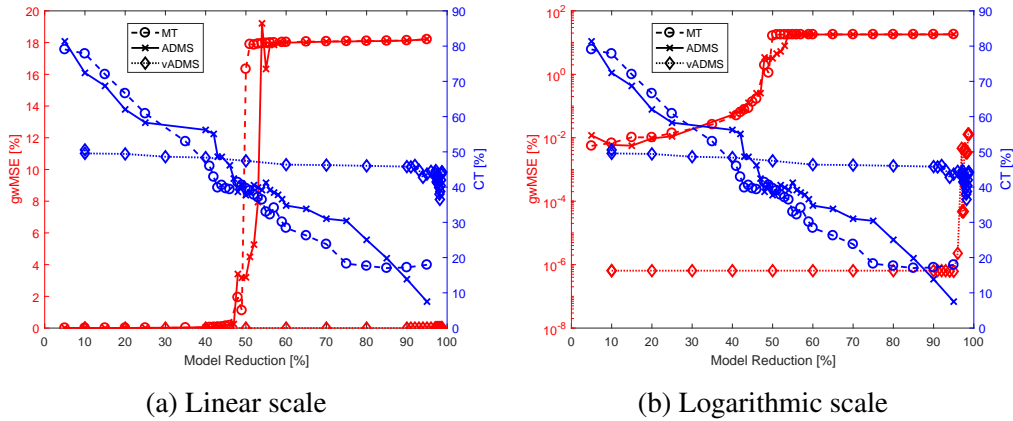 20
18
16
14
12
10
8
6
4
2
0
gwMSE [%]
MT
ADMS
vADMS
90
80
70
60
50
40
30
20
10
0
CT [%]
0 10 20 30 40 50 60 70 80 90 100
Model Reduction [%]
(a) Linear scale
10^2
10^0
10^-2
10^-4
10^-6
10^-8
gwMSE [%]
MT
ADMS
vADMS
90
80
70
60
50
40
30
20
10
0
CT [%]
0 10 20 30 40 50 60 70 80 90 100
Model Reduction [%]
(b) Logarithmic scale